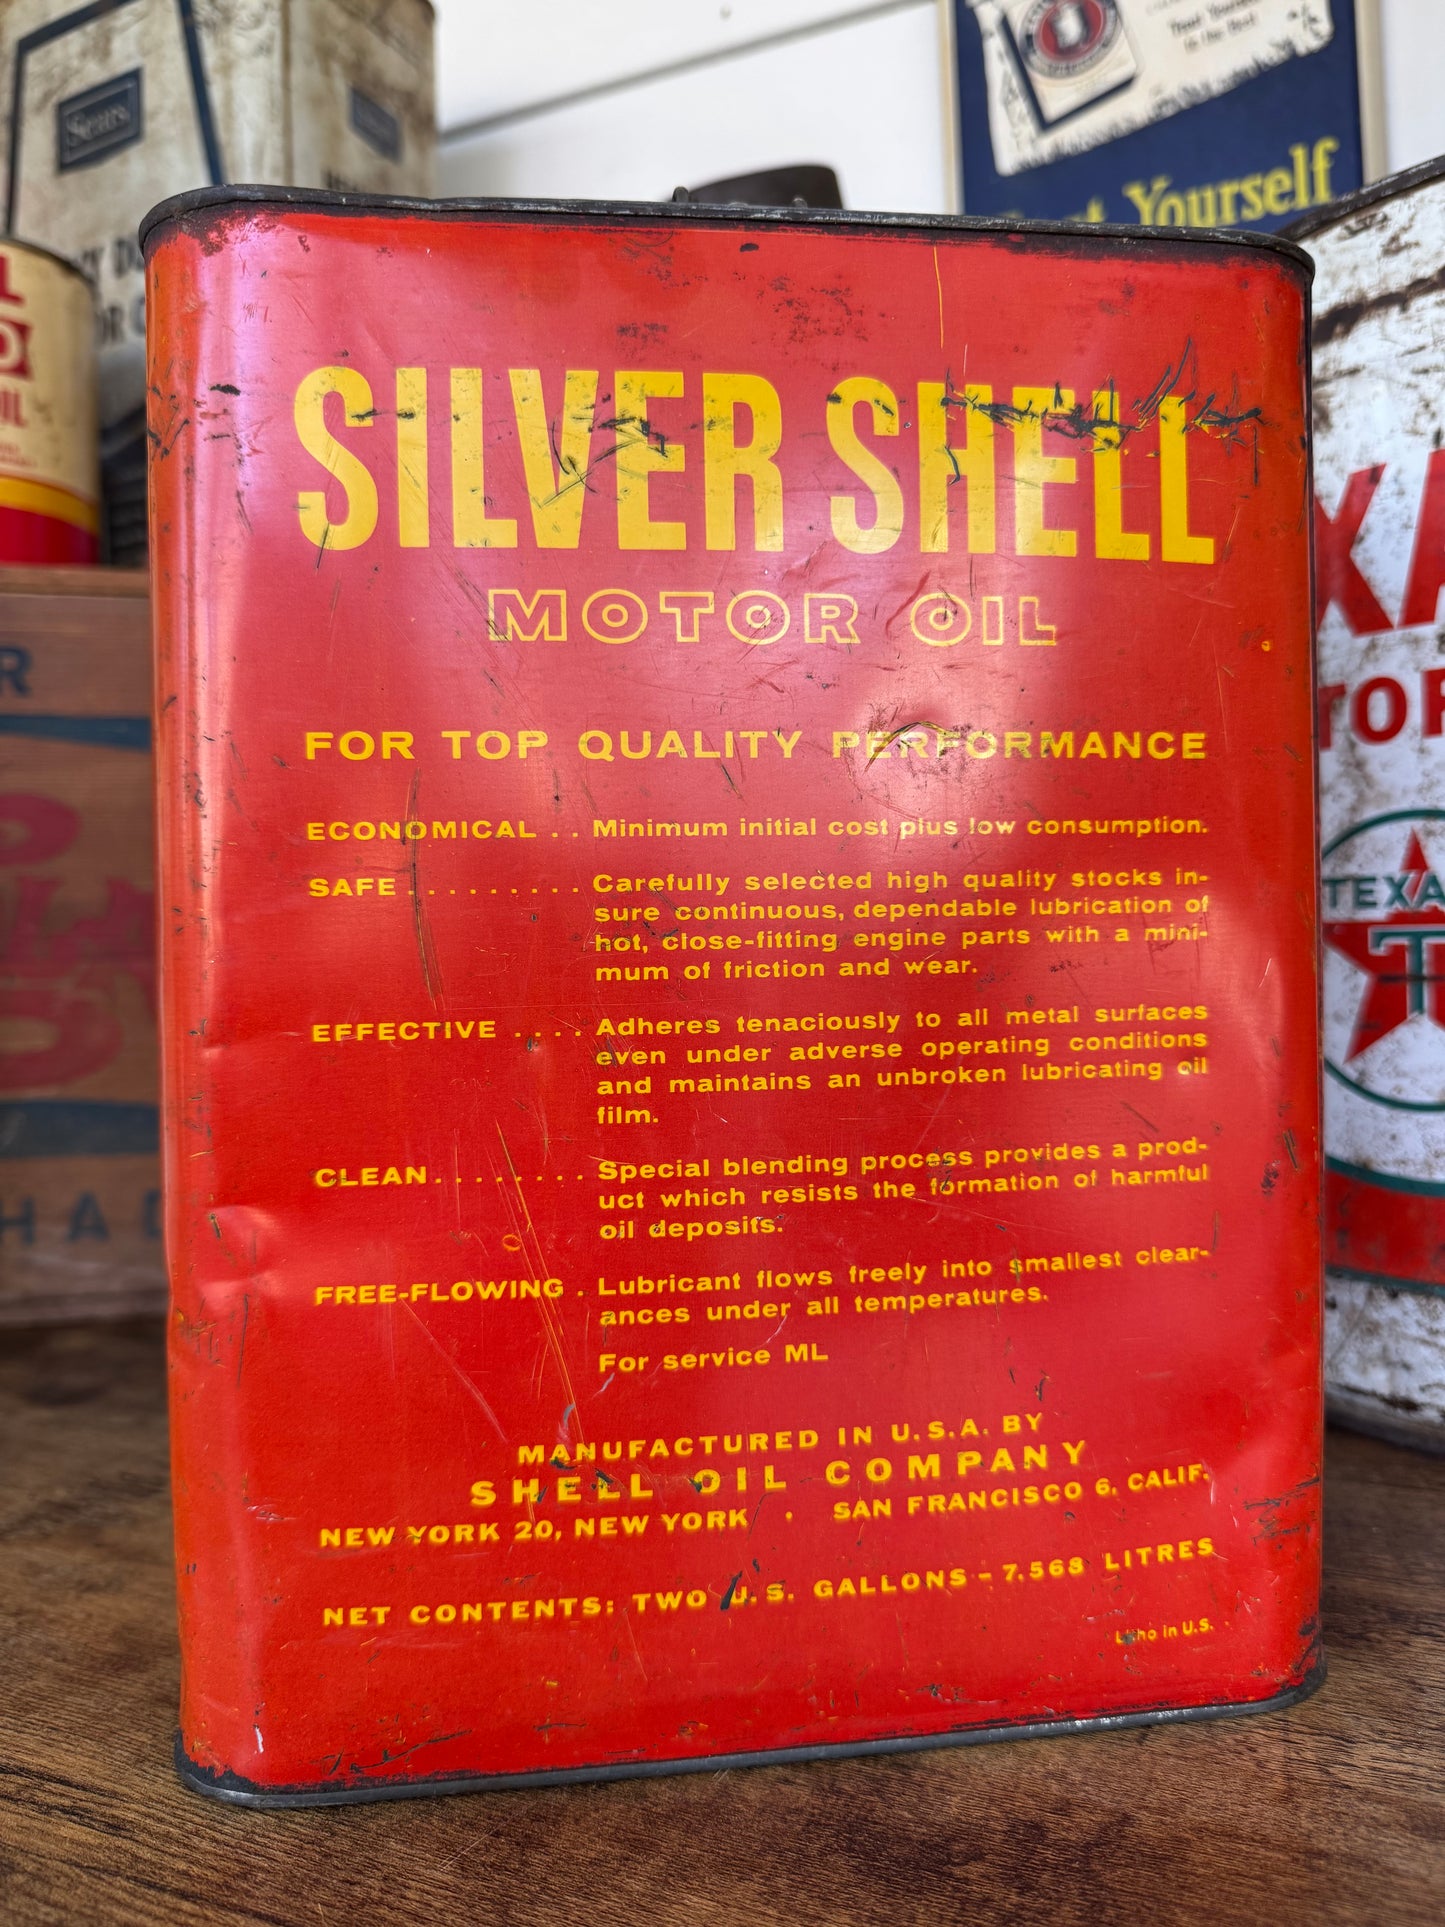 Sears
Treat Yourself
to the Best
Yourself
SILVER SHELL
MOTOR OIL
FOR TOP QUALITY PERFORMANCE
ECONOMICAL . . Minimum initial cost plus low consumption.
SAFE . . . . . . . . . Carefully selected high quality stocks in-
sure continuous, dependable lubrication of
hot, close-fitting engine parts with a mini-
mum of friction and wear.
EFFECTIVE . . . . Adheres tenaciously to all metal surfaces
even under adverse operating conditions
and maintains an unbroken lubricating oil
film.
CLEAN . . . . . . . . Special blending process provides a prod-
uct which resists the formation of harmful
oil deposits.
FREE-FLOWING . Lubricant flows freely into smallest clear-
ances under all temperatures.
For service ML
MANUFACTURED IN U.S.A. BY
SHELL OIL COMPANY
NEW YORK 20, NEW YORK · SAN FRANCISCO 6, CALIF.
NET CONTENTS: TWO U.S. GALLONS - 7.568 LITRES
Litho in U.S.